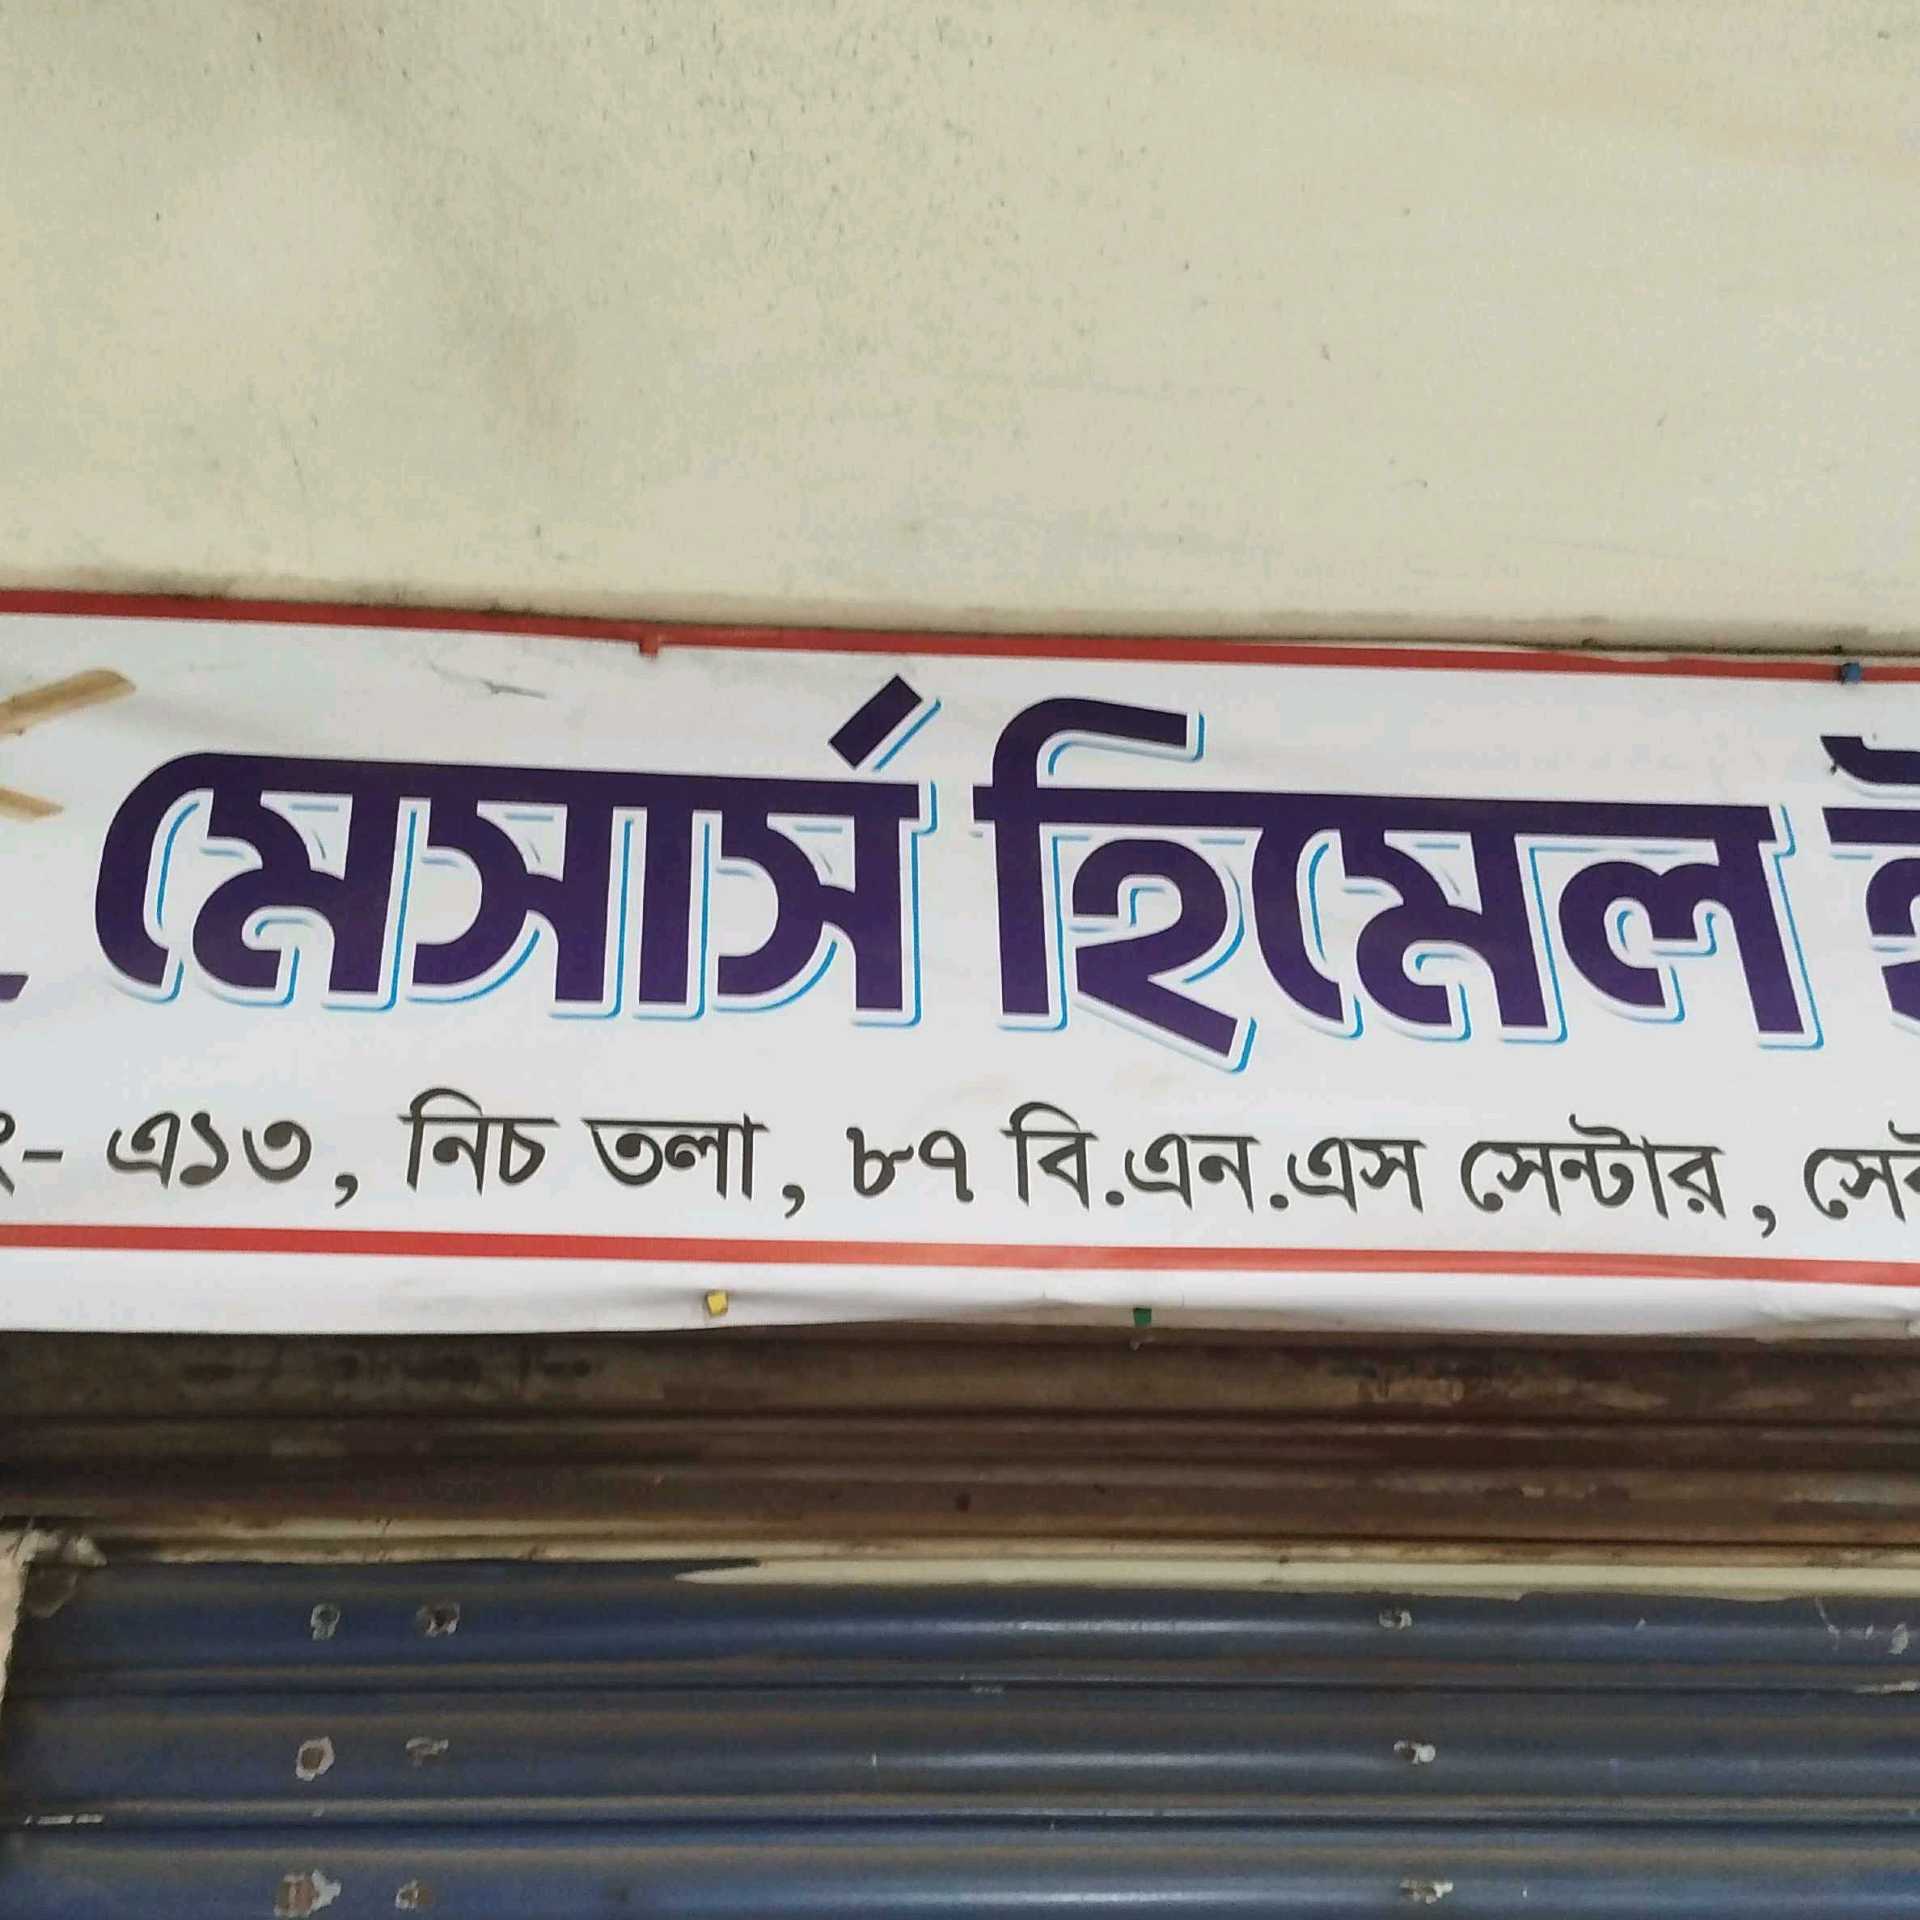 মেসার্স হিমেল
এ১৩, নিচ তলা, ৮৭ বি.এন.এস সেন্টার,